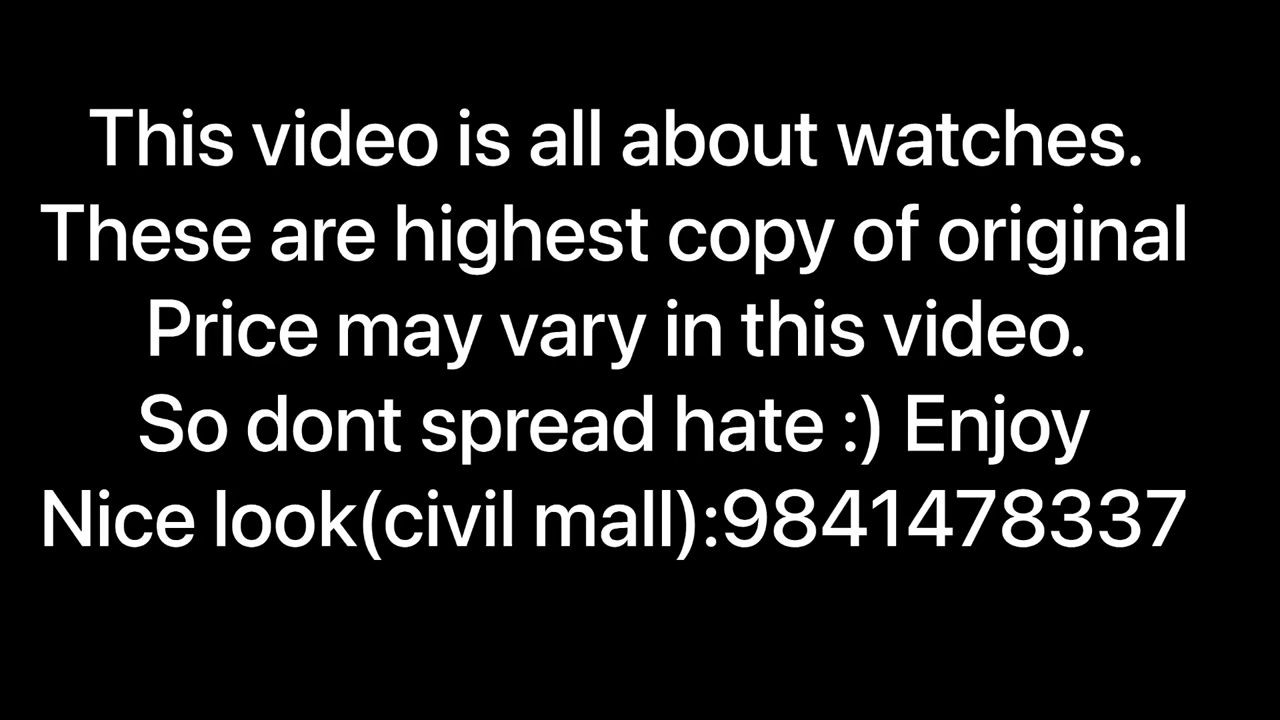 This video is all about watches.
These are highest copy of original
Price may vary in this video.
So dont spread hate :) Enjoy
Nice look(civil mall):9841478337